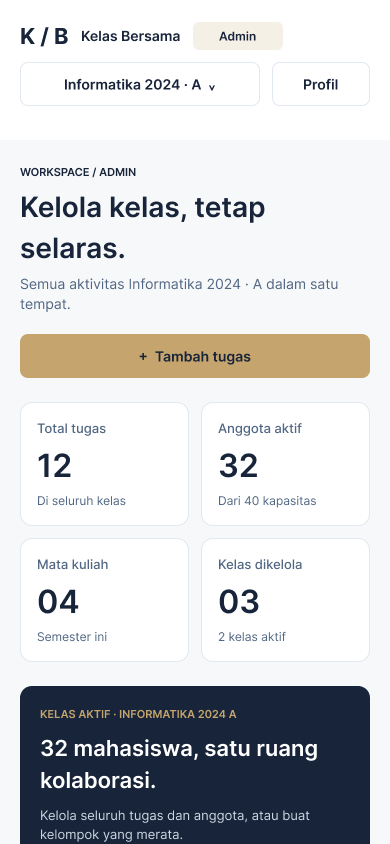 K / B Kelas Bersama Admin
Informatika 2024 · A v Profil
WORKSPACE / ADMIN
Kelola kelas, tetap
selaras.
Semua aktivitas Informatika 2024 · A dalam satu
tempat.
+ Tambah tugas
Total tugas
12
Di seluruh kelas
Anggota aktif
32
Dari 40 kapasitas
Mata kuliah
04
Semester ini
Kelas dikelola
03
2 kelas aktif
KELAS AKTIF · INFORMATIKA 2024 A
32 mahasiswa, satu ruang
kolaborasi.
Kelola seluruh tugas dan anggota, atau buat
kelompok yang merata.